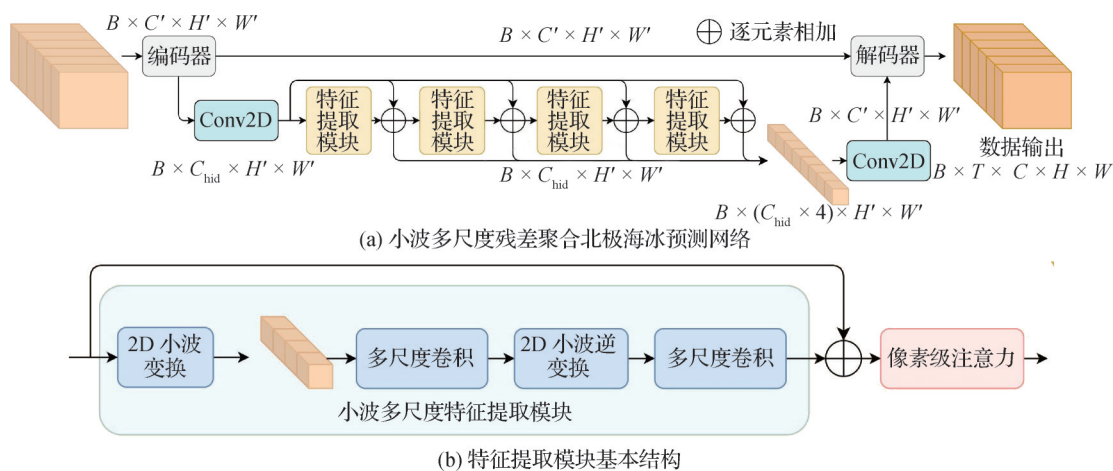 B × C′ × H′ × W′
编码器
B × C′ × H′ × W′
⊕ 逐元素相加
解码器
Conv2D
特征
提取
模块
特征
提取
模块
特征
提取
模块
特征
提取
模块
B × C′ × H′ × W′
Conv2D
数据输出
B × T × C × H × W
B × C_hid × H′ × W′
B × C_hid × H′ × W′
B × (C_hid × 4) × H′ × W′
(a) 小波多尺度残差聚合北极海冰预测网络
2D 小波
变换
多尺度卷积
2D 小波逆
变换
多尺度卷积
像素级注意力
小波多尺度特征提取模块
(b) 特征提取模块基本结构